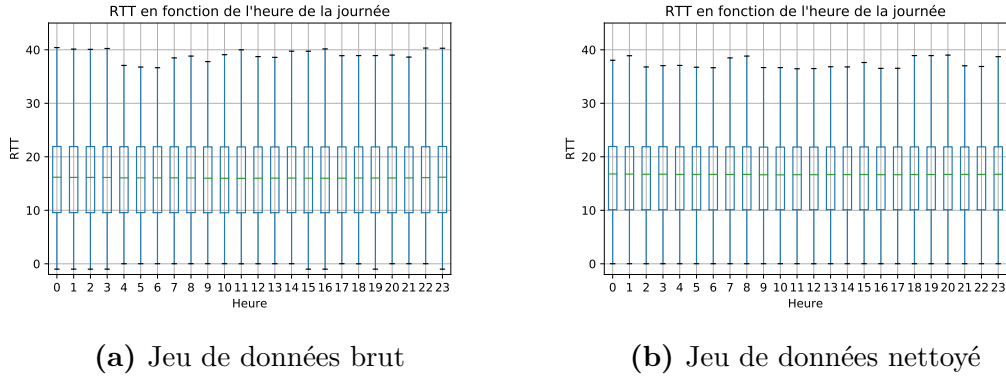 RTT en fonction de l'heure de la journée
RTT
40
30
20
10
0
0 1 2 3 4 5 6 7 8 9 10 11 12 13 14 15 16 17 18 19 20 21 22 23
Heure
(a) Jeu de données brut
RTT en fonction de l'heure de la journée
RTT
40
30
20
10
0
0 1 2 3 4 5 6 7 8 9 10 11 12 13 14 15 16 17 18 19 20 21 22 23
Heure
(b) Jeu de données nettoyé